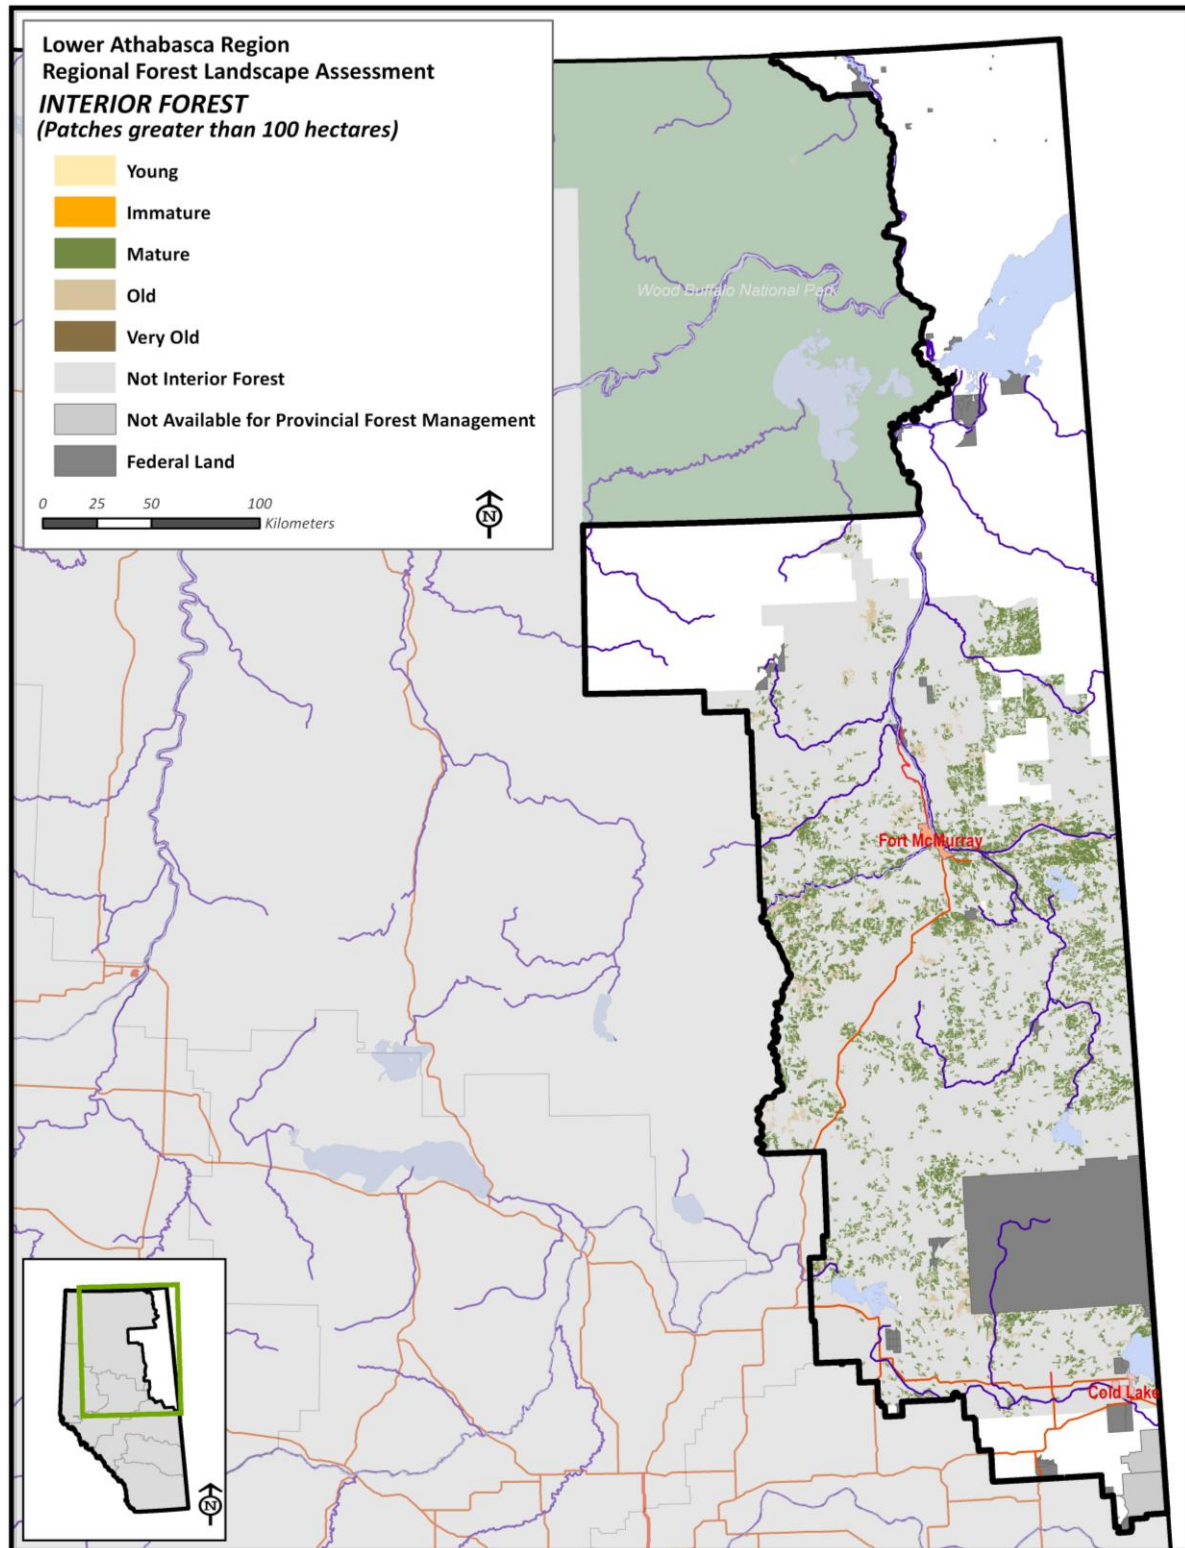 Lower Athabasca Region
Regional Forest Landscape Assessment
INTERIOR FOREST
(Patches greater than 100 hectares)
Young
Immature
Mature
Old
Very Old
Not Interior Forest
Not Available for Provincial Forest Management
Federal Land
0 25 50 100
Kilometers
N
Wood Buffalo National Park
Fort McMurray
Cold Lake
N